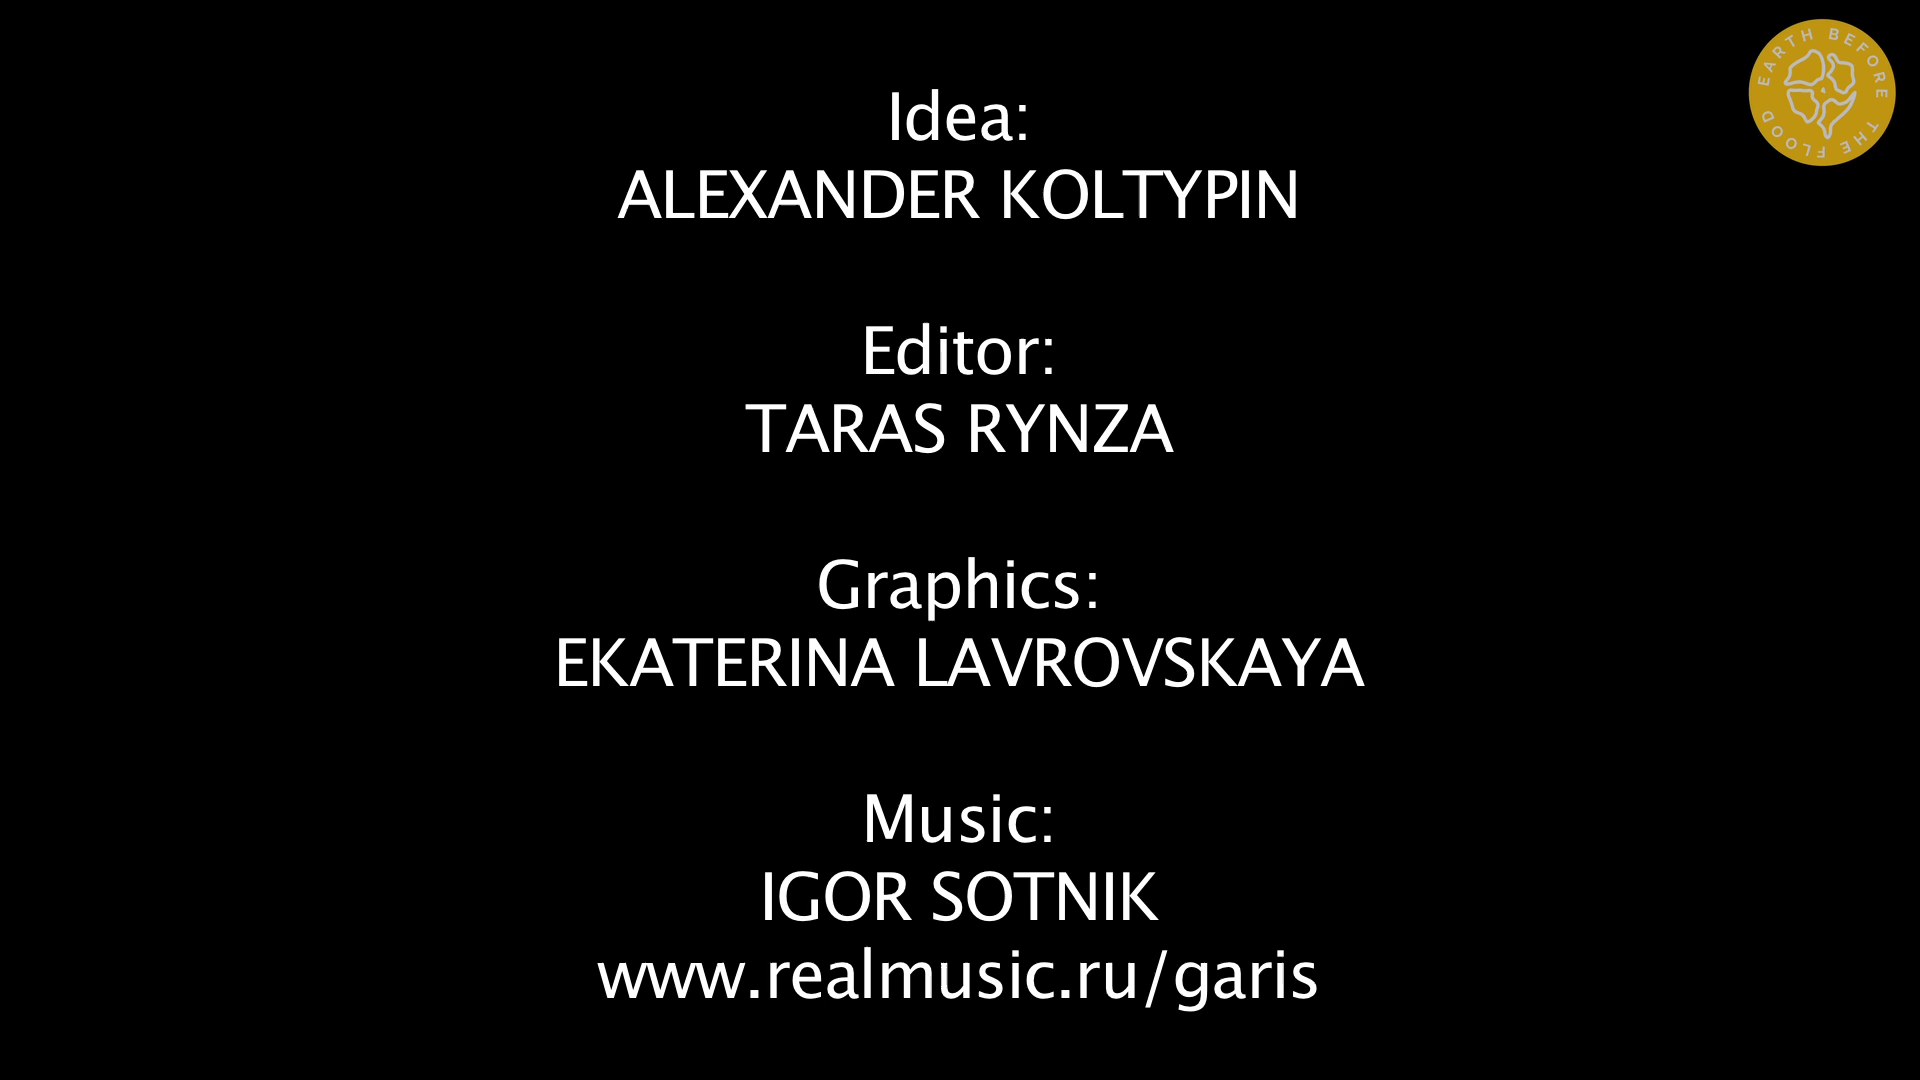 EARTH BEFORE THE FLOOD
Idea:
ALEXANDER KOLTYPIN
Editor:
TARAS RYNZA
Graphics:
EKATERINA LAVROVSKAYA
Music:
IGOR SOTNIK
www.realmusic.ru/garis